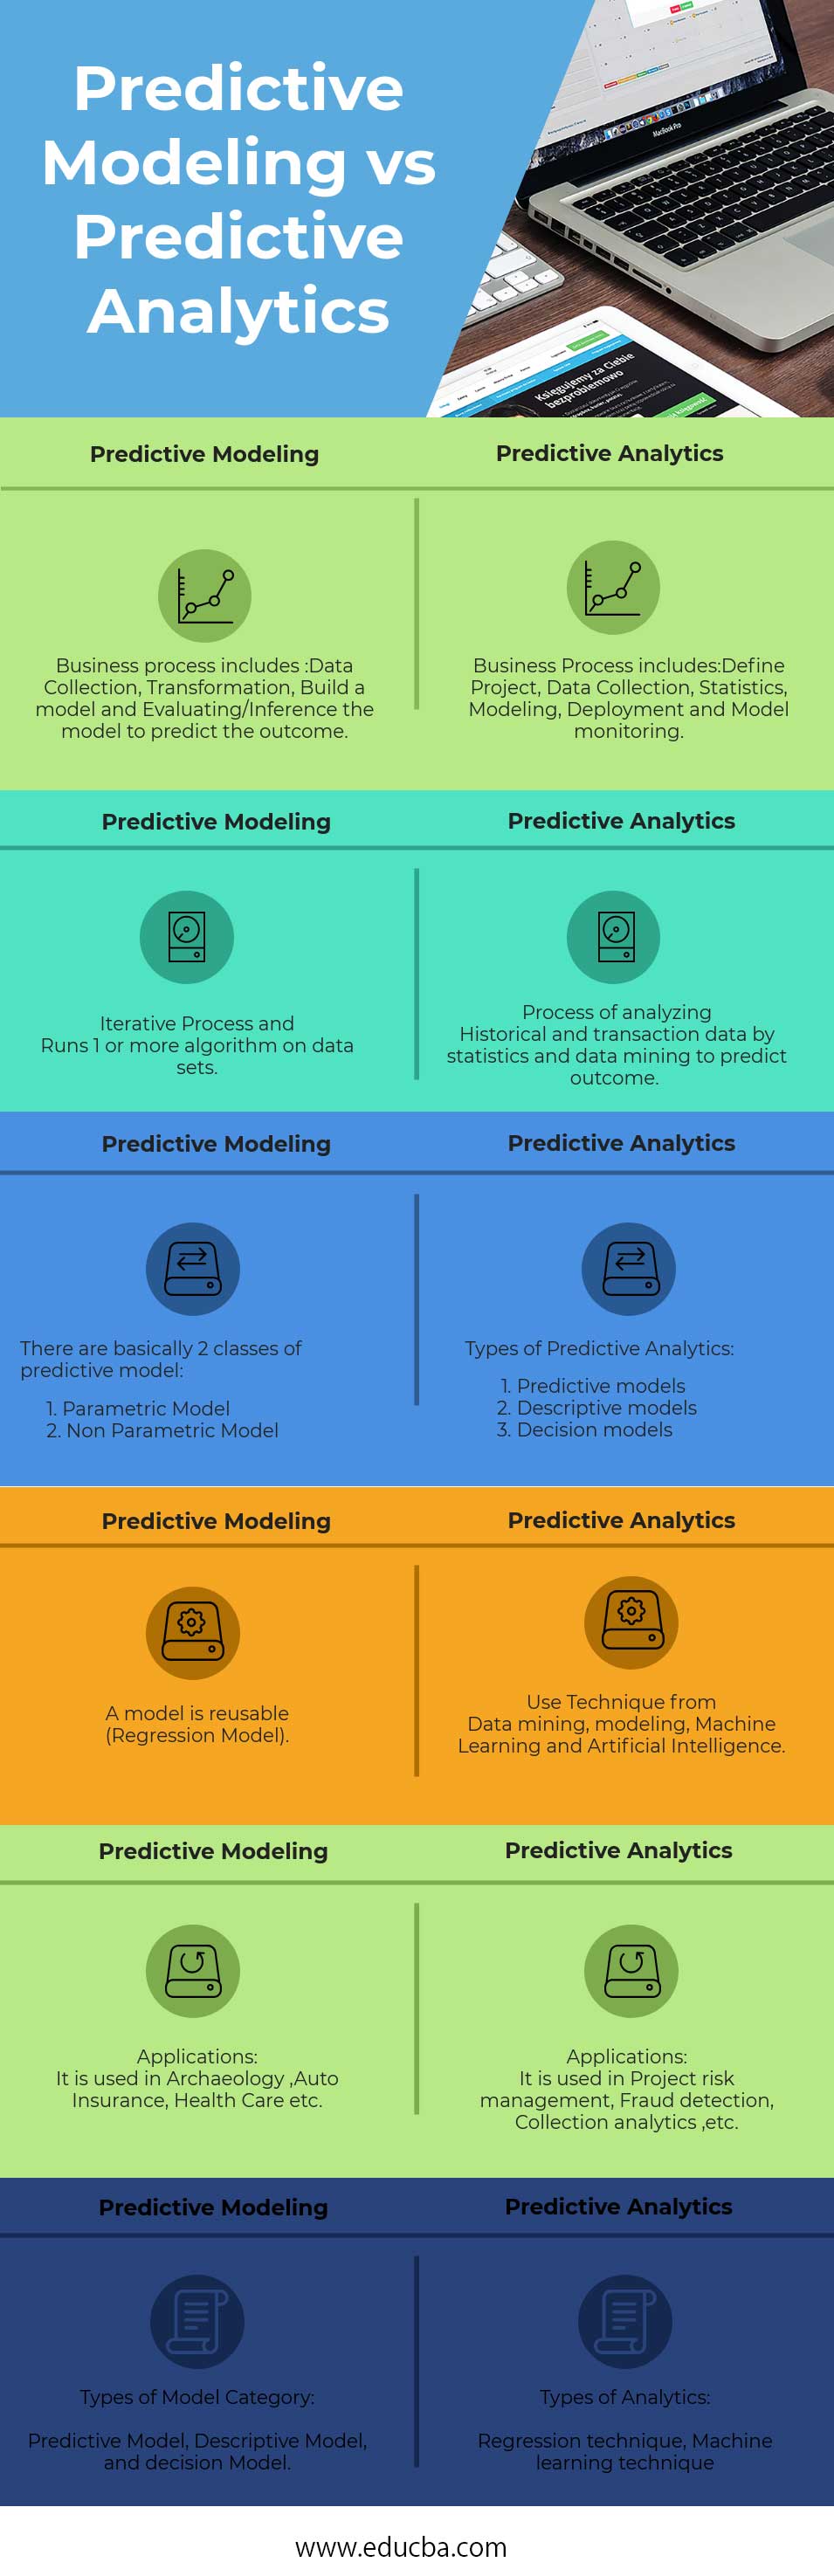 Predictive
Modeling vs
Predictive
Analytics
MacBook Pro
Księgujemy za Ciebie
bezproblemowo
Predictive Modeling
Predictive Analytics
Business process includes :Data
Collection, Transformation, Build a
model and Evaluating/Inference the
model to predict the outcome.
Business Process includes:Define
Project, Data Collection, Statistics,
Modeling, Deployment and Model
monitoring.
Predictive Modeling
Predictive Analytics
Iterative Process and
Runs 1 or more algorithm on data
sets.
Process of analyzing
Historical and transaction data by
statistics and data mining to predict
outcome.
Predictive Modeling
Predictive Analytics
There are basically 2 classes of
predictive model:
1. Parametric Model
2. Non Parametric Model
Types of Predictive Analytics:
1. Predictive models
2. Descriptive models
3. Decision models
Predictive Modeling
Predictive Analytics
A model is reusable
(Regression Model).
Use Technique from
Data mining, modeling, Machine
Learning and Artificial Intelligence.
Predictive Modeling
Predictive Analytics
Applications:
It is used in Archaeology ,Auto
Insurance, Health Care etc.
Applications:
It is used in Project risk
management, Fraud detection,
Collection analytics ,etc.
Predictive Modeling
Predictive Analytics
Types of Model Category:
Predictive Model, Descriptive Model,
and decision Model.
Types of Analytics:
Regression technique, Machine
learning technique
www.educba.com